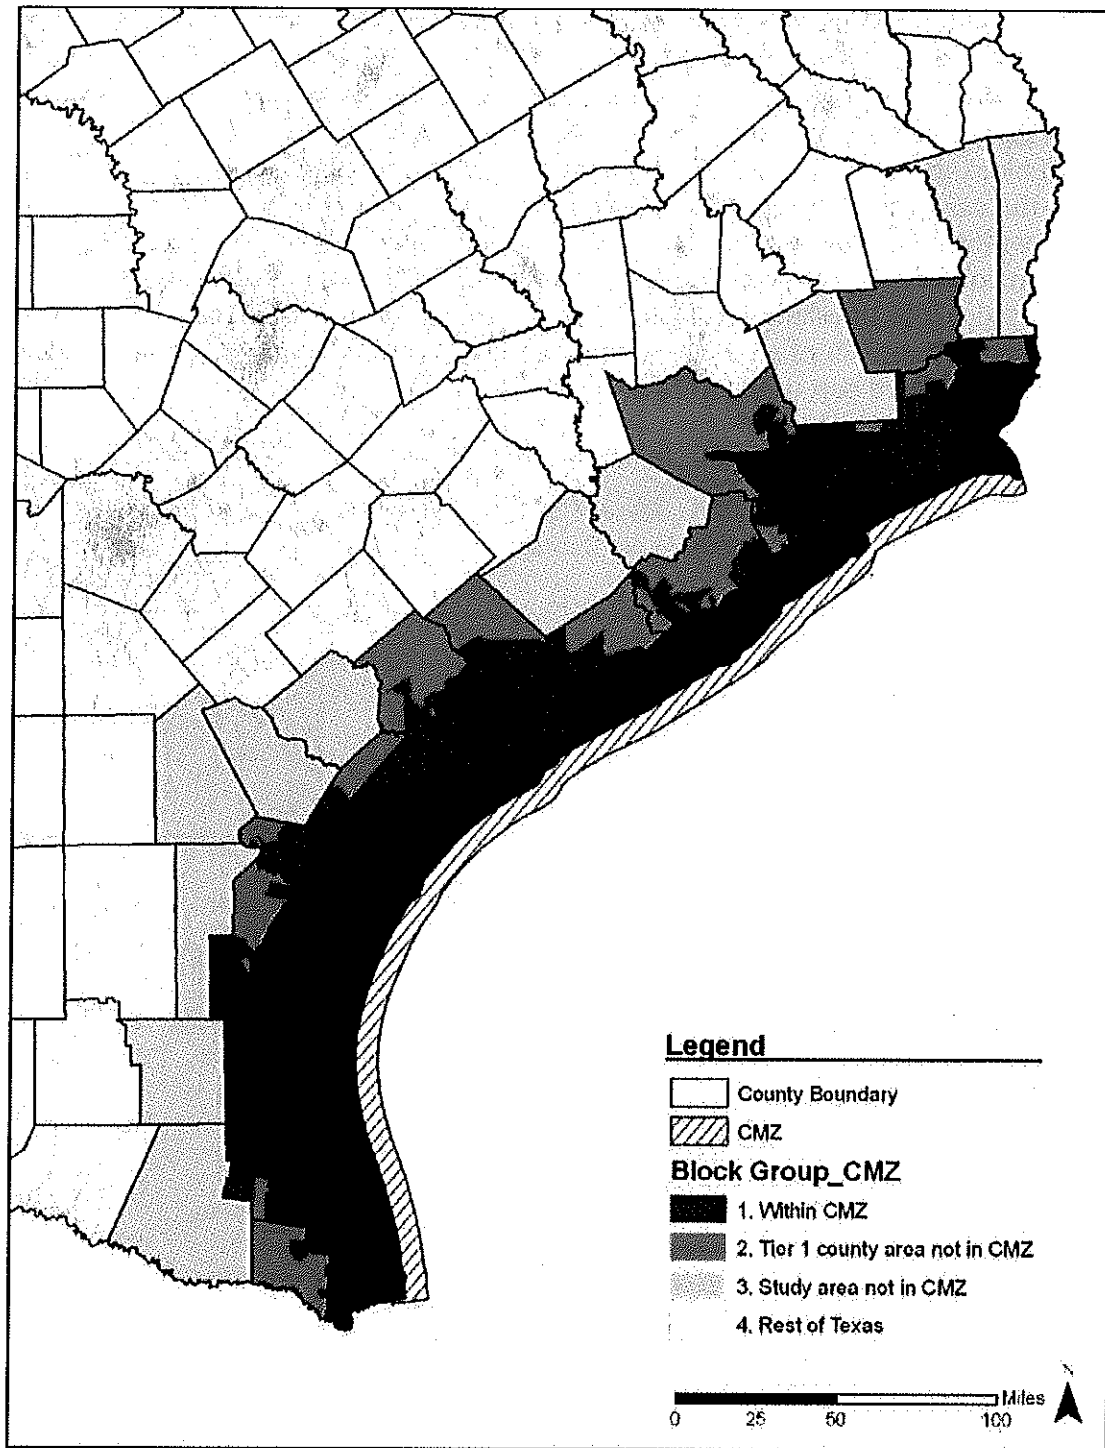 Legend
County Boundary
CMZ
Block Group_CMZ
1. Within CMZ
2. Tier 1 county area not in CMZ
3. Study area not in CMZ
4. Rest of Texas
N
Miles
0 25 50 100